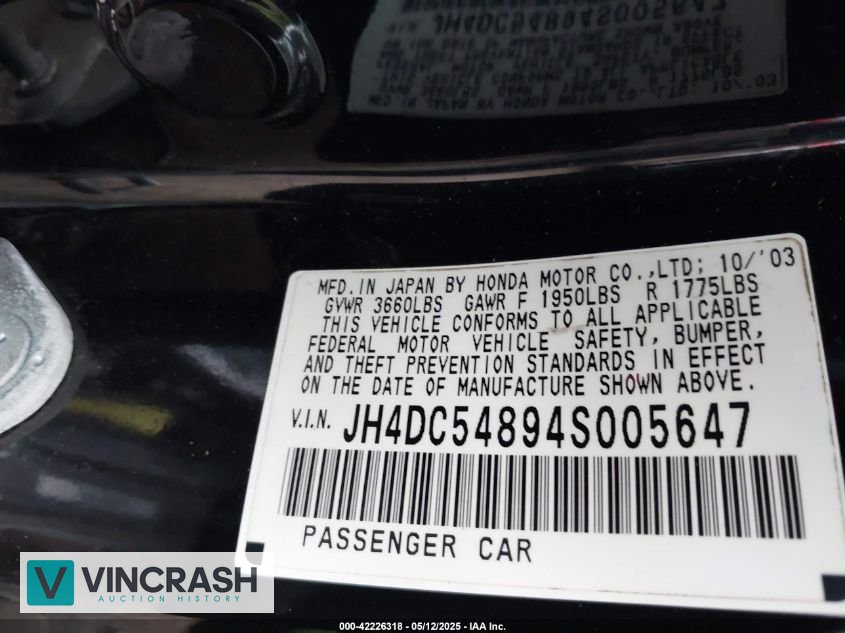 MFD. IN JAPAN BY HONDA MOTOR CO.,LTD; 10/'03
GVWR 3660LBS GAWR F 1950LBS R 1775LBS
THIS VEHICLE CONFORMS TO ALL APPLICABLE
FEDERAL MOTOR VEHICLE SAFETY, BUMPER,
AND THEFT PREVENTION STANDARDS IN EFFECT
ON THE DATE OF MANUFACTURE SHOWN ABOVE.
V.I.N. JH4DC54894S005647
PASSENGER CAR
VINCRASH
AUCTION HISTORY
000-42226318 - 05/12/2025 - IAA Inc.